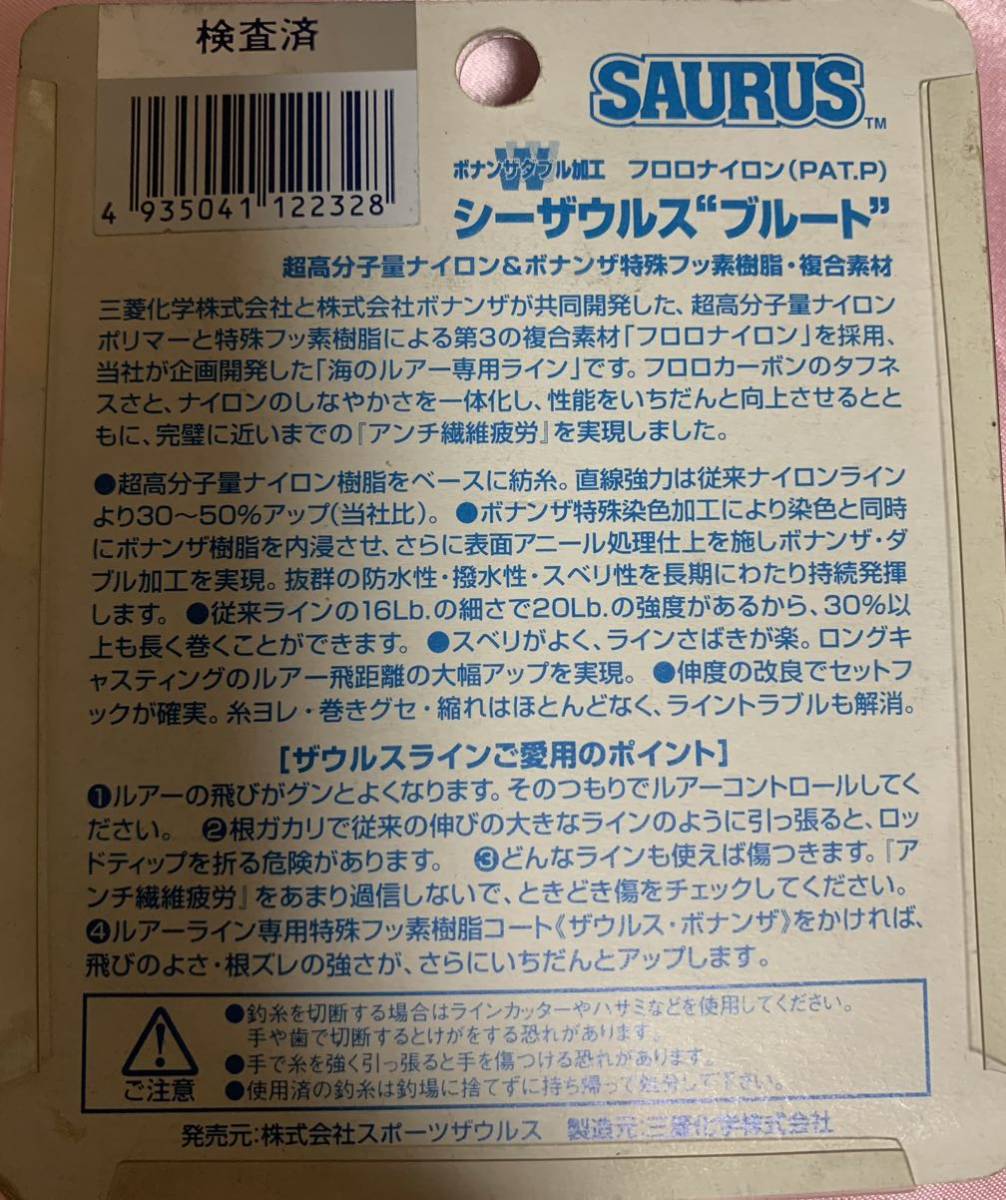 検査済
4 935041 122328
SAURUS TM
ボナンザダブル加工 フロロナイロン(PAT.P)
シーザウルス“ブルート”
超高分子量ナイロン&ボナンザ特殊フッ素樹脂・複合素材
三菱化学株式会社と株式会社ボナンザが共同開発した、超高分子量ナイロン
ポリマーと特殊フッ素樹脂による第3の複合素材「フロロナイロン」を採用、
当社が企画開発した「海のルアー専用ライン」です。フロロカーボンのタフネ
スさと、ナイロンのしなやかさを一体化し、性能をいちだんと向上させるとと
もに、完璧に近いまでの『アンチ繊維疲労』を実現しました。
●超高分子量ナイロン樹脂をベースに紡糸。直線強力は従来ナイロンライン
より30〜50%アップ(当社比)。 ●ボナンザ特殊染色加工により染色と同時
にボナンザ樹脂を内浸させ、さらに表面アニール処理仕上を施しボナンザ・ダ
ブル加工を実現。抜群の防水性・撥水性・スベリ性を長期にわたり持続発揮
します。 ●従来ラインの16Lb.の細さで20Lb.の強度があるから、30%以
上も長く巻くことができます。 ●スベリがよく、ラインさばきが楽。ロングキ
ャスティングのルアー飛距離の大幅アップを実現。 ●伸度の改良でセットフ
ックが確実。糸ヨレ・巻きグセ・縮れはほとんどなく、ライントラブルも解消。
[ザウルスラインご愛用のポイント]
❶ルアーの飛びがグンとよくなります。そのつもりでルアーコントロールしてく
ださい。 ❷根ガカリで従来の伸びの大きなラインのように引っ張ると、ロッ
ドティップを折る危険があります。 ❸どんなラインも使えば傷つきます。『ア
ンチ繊維疲労』をあまり過信しないで、ときどき傷をチェックしてください。
❹ルアーライン専用特殊フッ素樹脂コート《ザウルス・ボナンザ》をかければ、
飛びのよさ・根ズレの強さが、さらにいちだんとアップします。
●釣糸を切断する場合はラインカッターやハサミなどを使用してください。
手や歯で切断するとけがをする恐れがあります。
●手で糸を強く引っ張ると手を傷つける恐れがあります。
●使用済の釣糸は釣場に捨てずに持ち帰って処分して下さい。
ご注意
発売元:株式会社スポーツザウルス 製造元:三菱化学株式会社